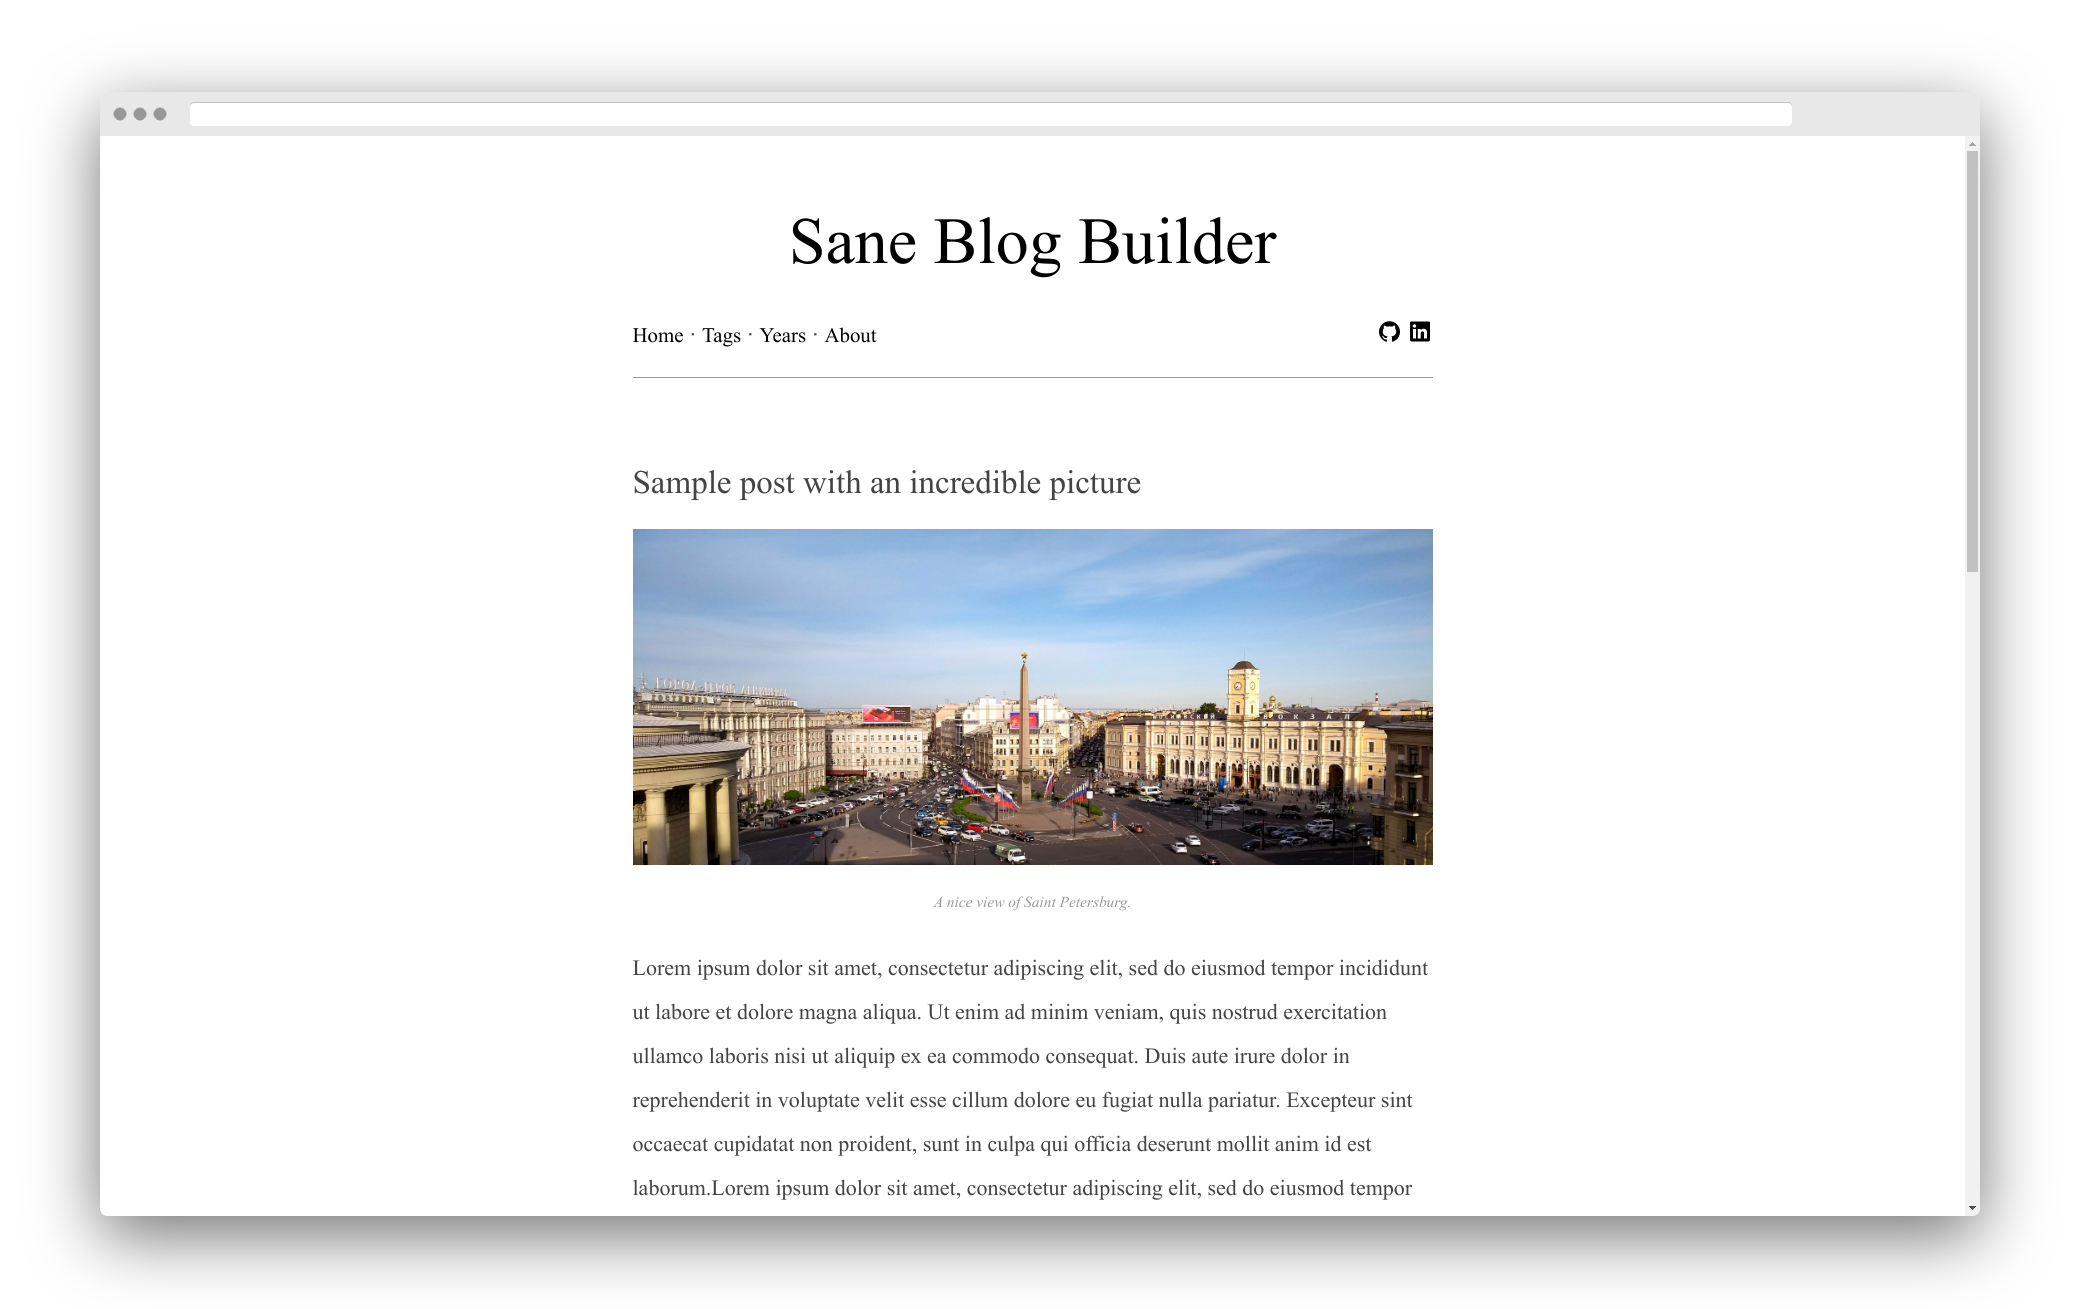 Sane Blog Builder
Home · Tags · Years · About
Sample post with an incredible picture
ГОРОД-ГЕРОЙ ЛЕНИНГРАД
МОСКОВСКИЙ ВОКЗАЛ
A nice view of Saint Petersburg.
Lorem ipsum dolor sit amet, consectetur adipiscing elit, sed do eiusmod tempor incididunt
ut labore et dolore magna aliqua. Ut enim ad minim veniam, quis nostrud exercitation
ullamco laboris nisi ut aliquip ex ea commodo consequat. Duis aute irure dolor in
reprehenderit in voluptate velit esse cillum dolore eu fugiat nulla pariatur. Excepteur sint
occaecat cupidatat non proident, sunt in culpa qui officia deserunt mollit anim id est
laborum.Lorem ipsum dolor sit amet, consectetur adipiscing elit, sed do eiusmod tempor